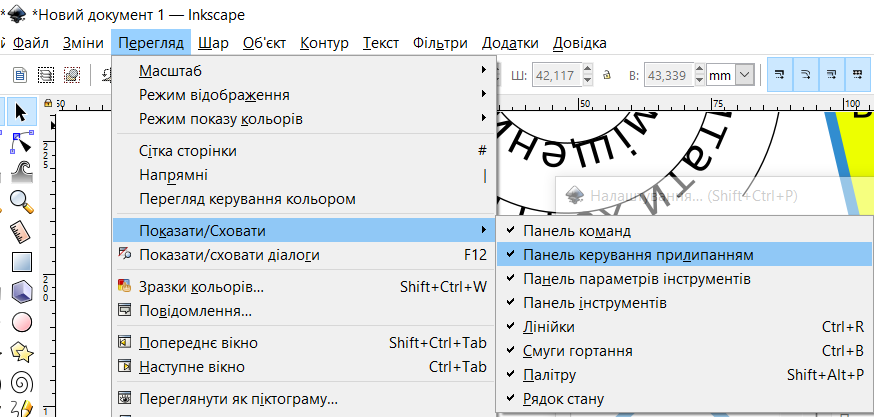 *Новий документ 1 — Inkscape
Файл Зміни Перегляд Шар Об'єкт Контур Текст Фільтри Додатки Довідка
Ш: 42,117 В: 43,339 mm
Масштаб
Режим відображення
Режим показу кольорів
50 75 100
Сітка сторінки #
Напрямні |
Перегляд керування кольором
Налаштування... (Shift+Ctrl+P)
Показати/Сховати
Показати/сховати діалоги F12
Зразки кольорів... Shift+Ctrl+W
Повідомлення...
Попереднє вікно Shift+Ctrl+Tab
Наступне вікно Ctrl+Tab
Переглянути як піктограму...
Панель команд
Панель керування прилипанням
Панель параметрів інструментів
Панель інструментів
Лінійки Ctrl+R
Смуги гортання Ctrl+B
Палітру Shift+Alt+P
Рядок стану
225
200